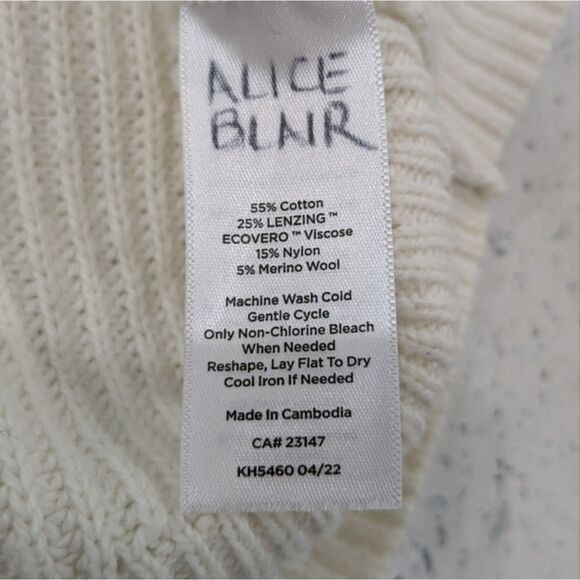 ALICE
BLAIR
55% Cotton
25% LENZING™
ECOVERO™ Viscose
15% Nylon
5% Merino Wool
Machine Wash Cold
Gentle Cycle
Only Non-Chlorine Bleach
When Needed
Reshape, Lay Flat To Dry
Cool Iron If Needed
Made In Cambodia
CA# 23147
KH5460 04/22